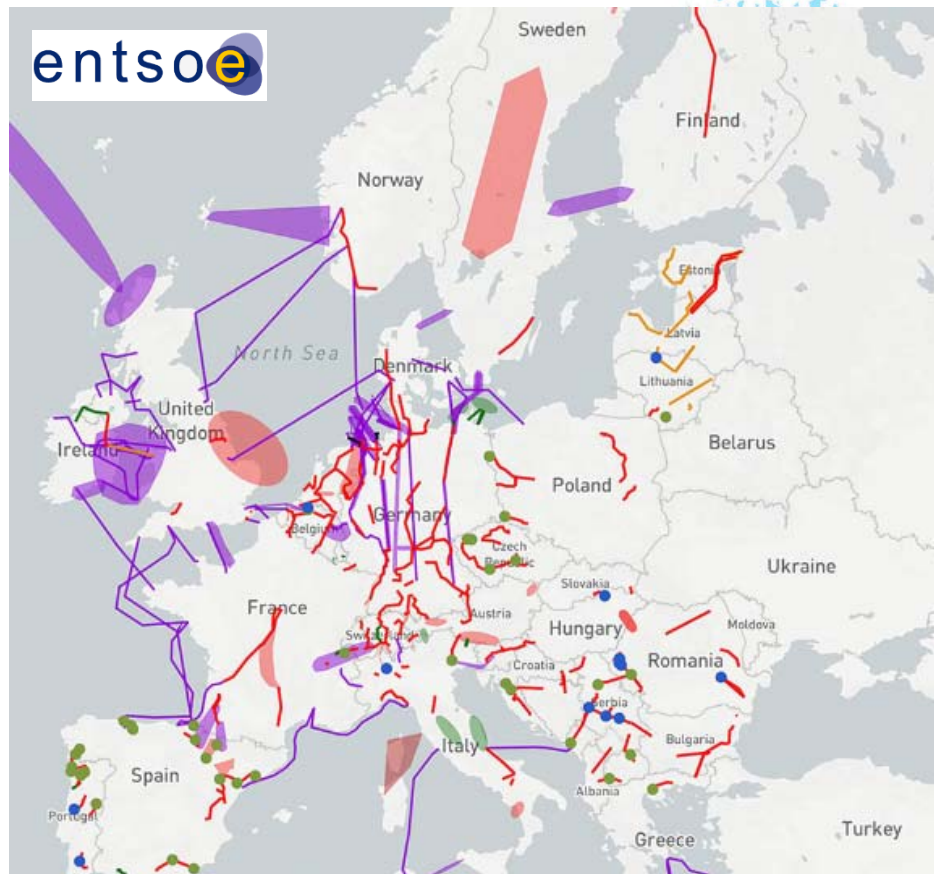 entsoe
Sweden
Finland
Norway
Estonia
North Sea
Latvia
Denmark
Lithuania
United
Kingdom
Ireland
Belarus
Poland
Germany
Belgium
Czech
Republic
Ukraine
Slovakia
France
Austria
Moldova
Hungary
Switzerland
Romania
Croatia
Serbia
Italy
Bulgaria
Spain
Albania
Portugal
Turkey
Greece